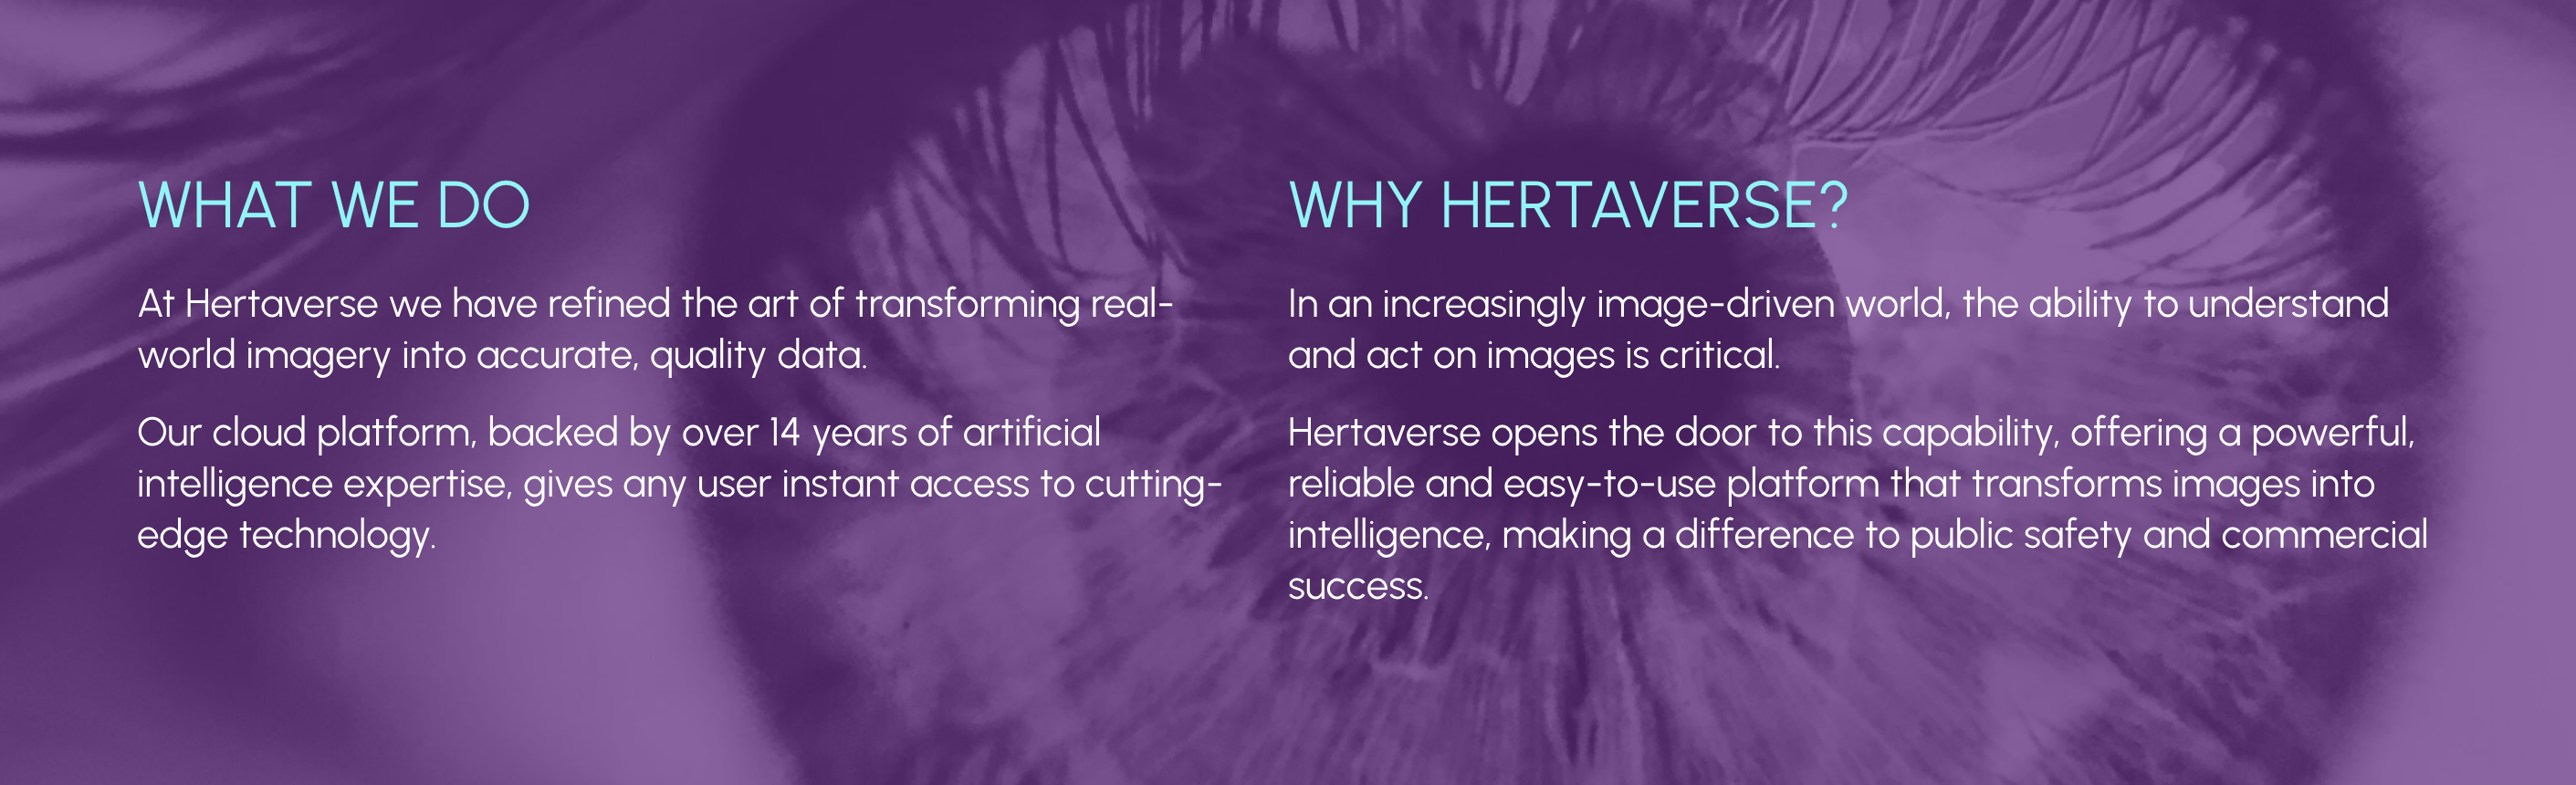 WHAT WE DO
At Hertaverse we have refined the art of transforming real-
world imagery into accurate, quality data.
Our cloud platform, backed by over 14 years of artificial
intelligence expertise, gives any user instant access to cutting-
edge technology.
WHY HERTAVERSE?
In an increasingly image-driven world, the ability to understand
and act on images is critical.
Hertaverse opens the door to this capability, offering a powerful,
reliable and easy-to-use platform that transforms images into
intelligence, making a difference to public safety and commercial
success.